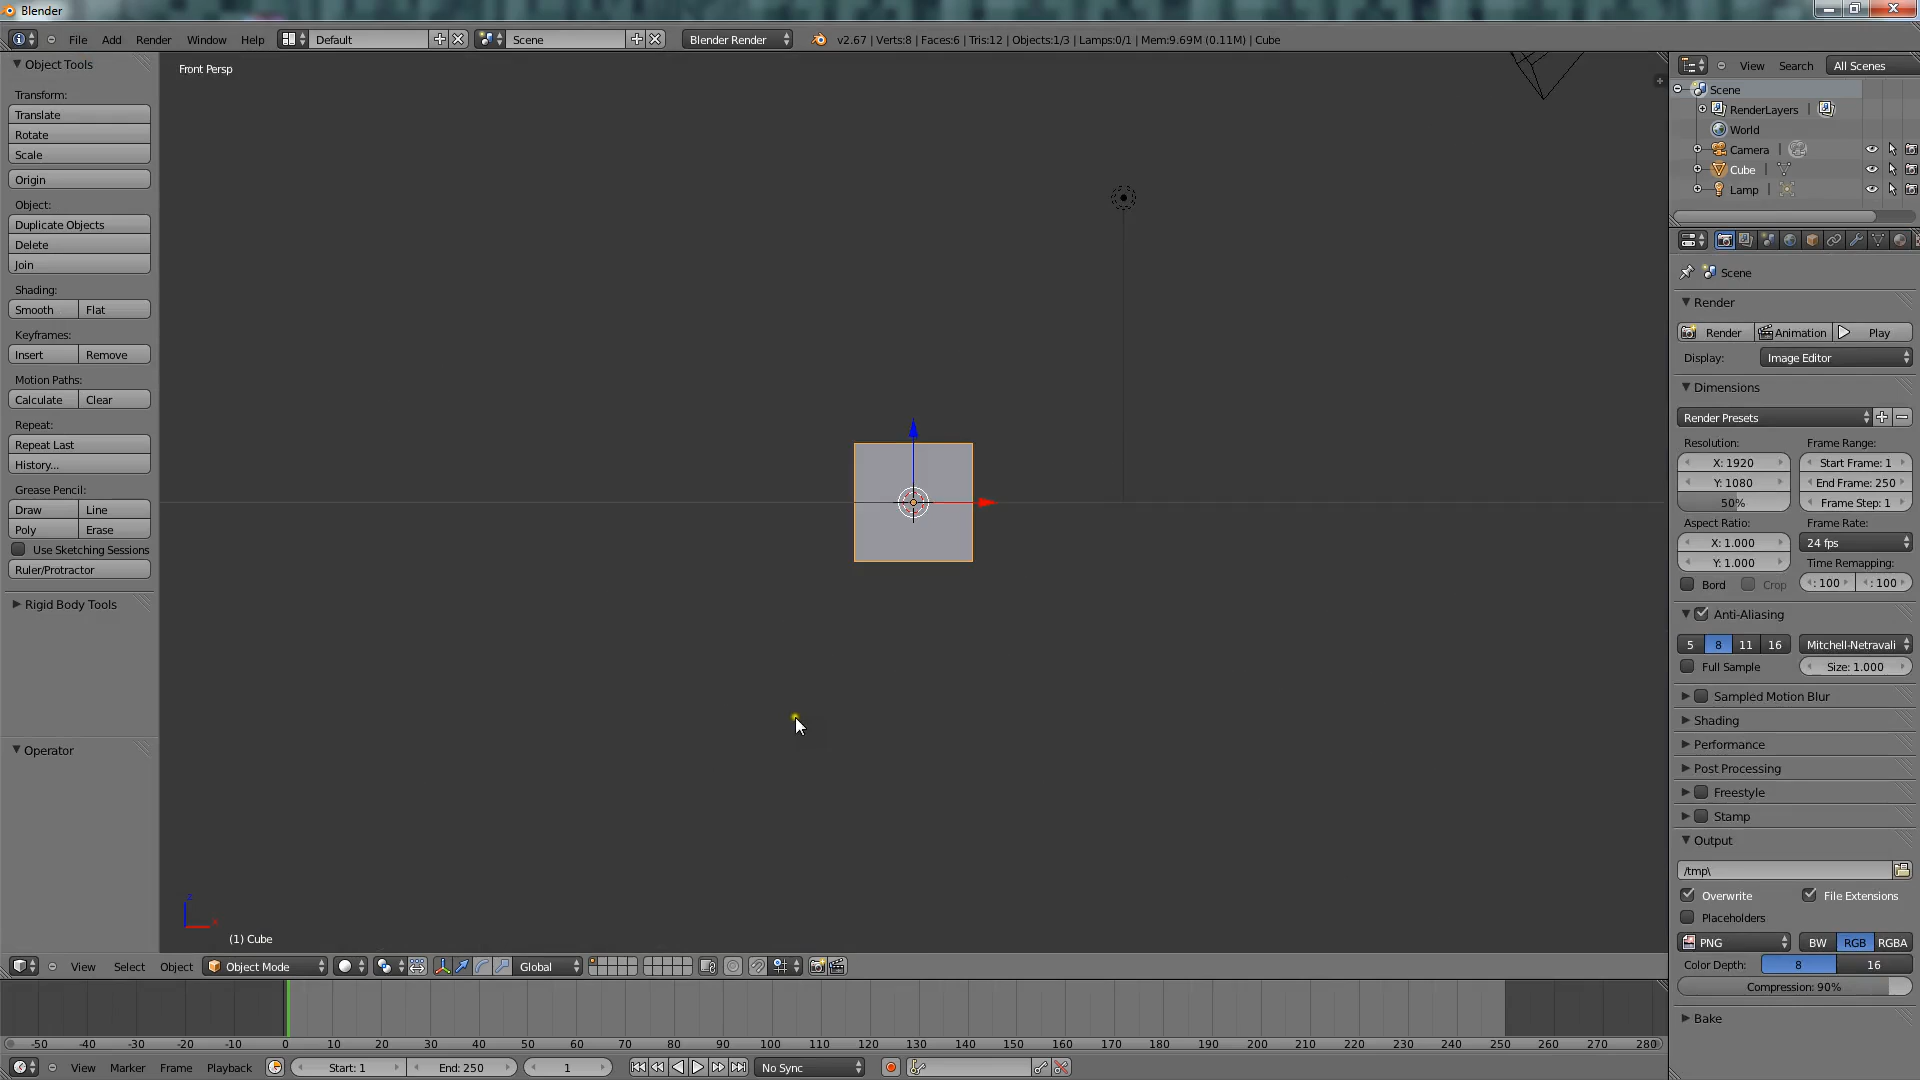 Blender
File Add Render Window Help Default Scene Blender Render v2.67 | Verts:8 | Faces:6 | Tris:12 | Objects:1/3 | Lamps:0/1 | Mem:9.69M (0.11M) | Cube
Object Tools
Transform:
Translate
Rotate
Scale
Origin
Object:
Duplicate Objects
Delete
Join
Shading:
Smooth Flat
Keyframes:
Insert Remove
Motion Paths:
Calculate Clear
Repeat:
Repeat Last
History...
Grease Pencil:
Draw Line
Poly Erase
Use Sketching Sessions
Ruler/Protractor
Rigid Body Tools
Operator
Front Persp
z
x
(1) Cube
View Select Object Object Mode Global
-50 -40 -30 -20 -10 0 10 20 30 40 50 60 70 80 90 100 110 120 130 140 150 160 170 180 190 200 210 220 230 240 250 260 270 280
View Marker Frame Playback Start: 1 End: 250 1 No Sync
View Search All Scenes
Scene
RenderLayers |
World
Camera |
Cube |
Lamp |
Scene
Render
Render Animation Play
Display: Image Editor
Dimensions
Render Presets
Resolution: Frame Range:
X: 1920 Start Frame: 1
Y: 1080 End Frame: 250
50% Frame Step: 1
Aspect Ratio: Frame Rate:
X: 1.000 24 fps
Y: 1.000 Time Remapping:
Bord Crop : 100 : 100
Anti-Aliasing
5 8 11 16 Mitchell-Netravali
Full Sample Size: 1.000
Sampled Motion Blur
Shading
Performance
Post Processing
Freestyle
Stamp
Output
/tmp\
Overwrite File Extensions
Placeholders
PNG BW RGB RGBA
Color Depth: 8 16
Compression: 90%
Bake